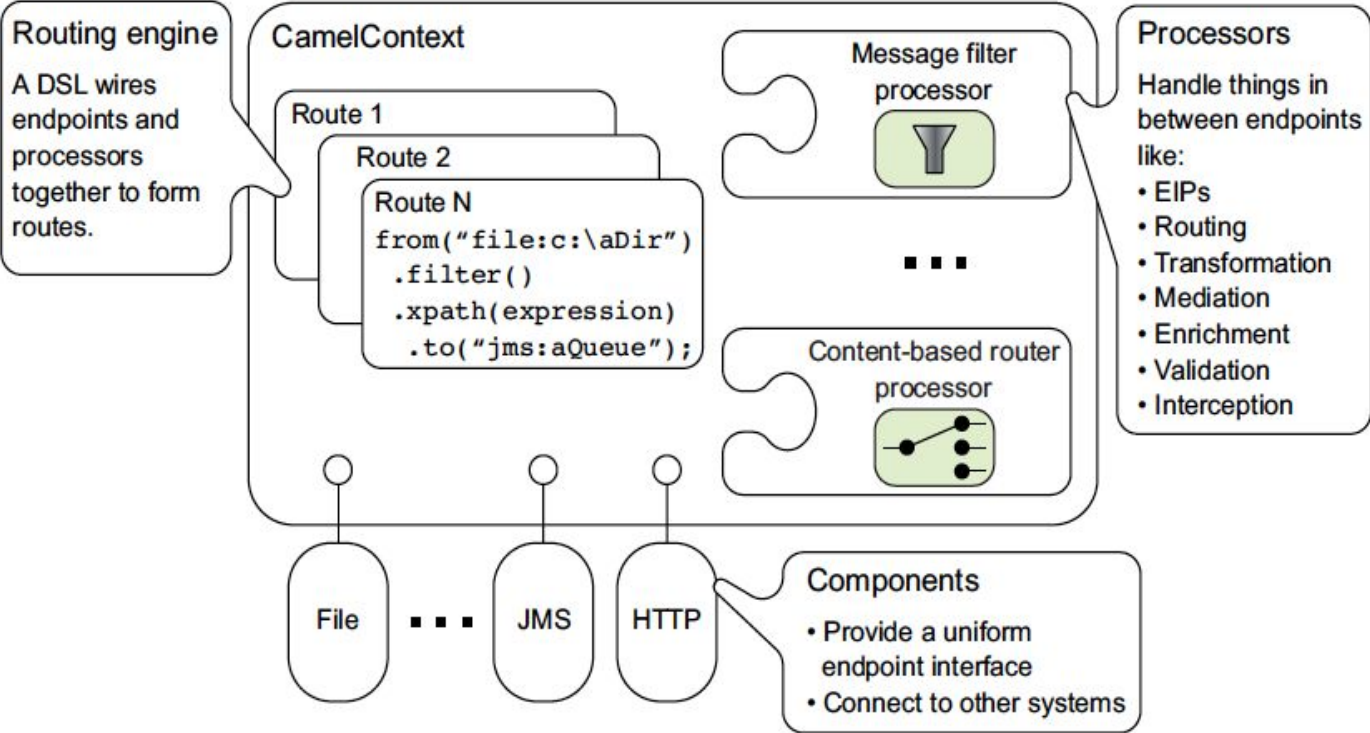 Routing engine
A DSL wires
endpoints and
processors
together to form
routes.
CamelContext
Route 1
Route 2
Route N
from(“file:c:\aDir”)
.filter()
.xpath(expression)
.to(“jms:aQueue”);
Message filter
processor
Content-based router
processor
Processors
Handle things in
between endpoints
like:
• EIPs
• Routing
• Transformation
• Mediation
• Enrichment
• Validation
• Interception
File
JMS
HTTP
Components
• Provide a uniform
endpoint interface
• Connect to other systems